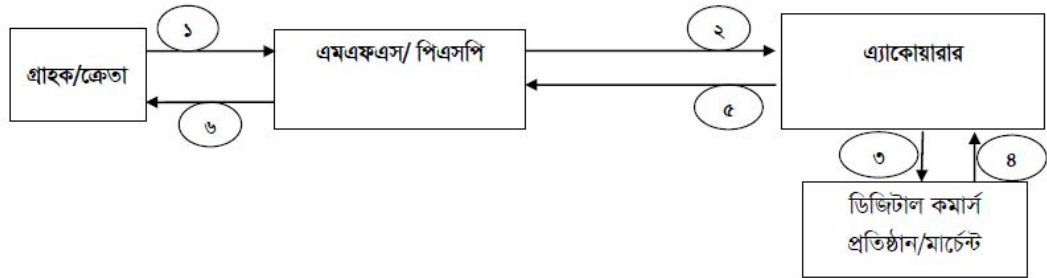 ১
২
গ্রাহক/ক্রেতা
এমএফএস/ পিএসপি
এ্যাকোয়ারার
৬
৫
৩
৪
ডিজিটাল কমার্স
প্রতিষ্ঠান/মার্চেন্ট